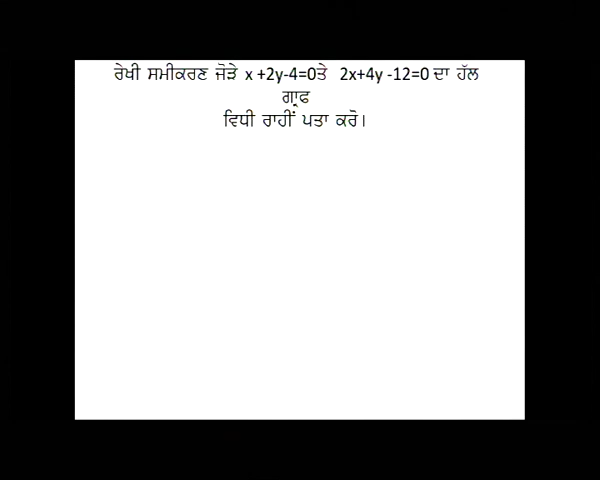 ਰੇਖੀ ਸਮੀਕਰਣ ਜੋੜੇ x +2y-4=0ਤੇ 2x+4y -12=0 ਦਾ ਹੱਲ
ਗ੍ਰਾਫ
ਵਿਧੀ ਰਾਹੀਂ ਪਤਾ ਕਰੋ।